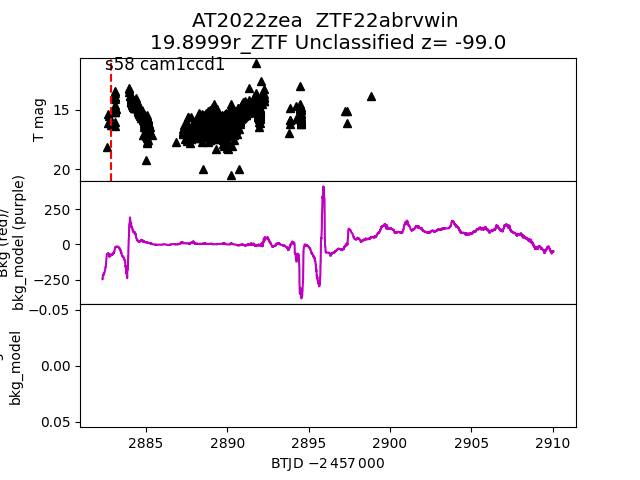 AT2022zea  ZTF22abrvwin
19.8999r_ZTF Unclassified z= -99.0
s58 cam1ccd1
15
20
T mag
250
0
−250
Bkg (red)/
bkg_model (purple)
−0.05
0.00
0.05
bkg_model
2885
2890
2895
2900
2905
2910
BTJD −2 457 000